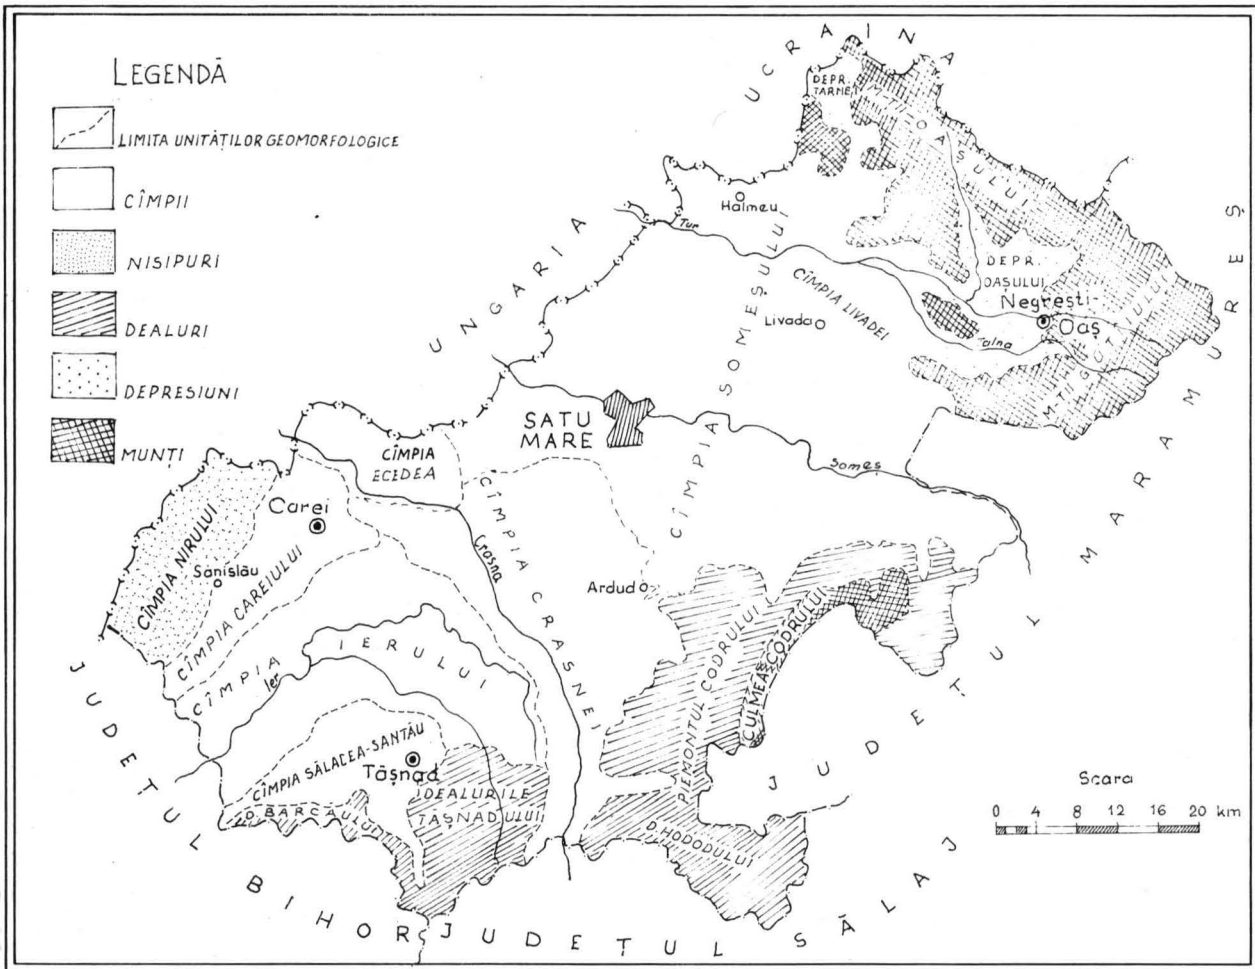 LEGENDĂ
LIMITA UNITĂȚILOR GEOMORFOLOGICE
CÎMPII
NISIPURI
DEALURI
DEPRESIUNI
MUNȚI
UCRAINA
UNGARIA
JUDEȚUL MARAMUREȘ
JUDEȚUL SĂLAJ
JUDEȚUL BIHOR
DEPR.
TARNEI
M-ȚII OAȘULUI
Halmeu
Tur
DEPR.
OAȘULUI
Negrești-
Oaș
Talna
M-ȚII GUTÎIULUI
CÎMPIA LIVADEI
Livada
CÎMPIA SOMEȘULUI
SATU
MARE
Someș
CÎMPIA
ECEDEA
Carei
CÎMPIA NIRULUI
Sanislău
CÎMPIA CAREIULUI
Crasna
CÎMPIA CRASNEI
Ardud
CÎMPIA IERULUI
Ier
PIEMONTUL CODRULUI
CULMEA CODRULUI
CÎMPIA SĂLACEA-SANTĂU
Tășnad
DEALURILE
TĂȘNADULUI
D. BARCĂULUI
D. HODODULUI
Scara
0 4 8 12 16 20 km